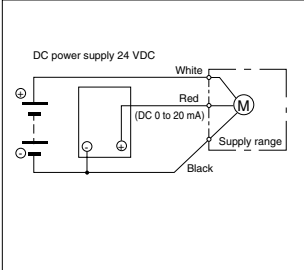 DC power supply 24 VDC
White
+
Red
(DC 0 to 20 mA)
M
Supply range
-
- +
Black